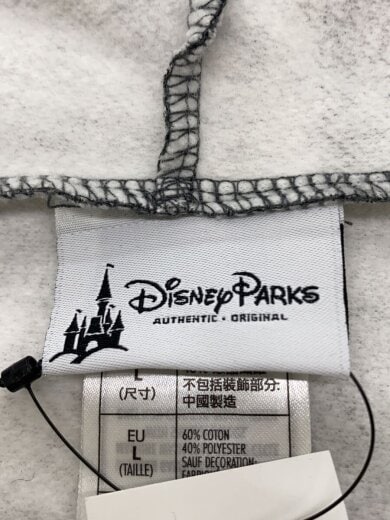 Disney Parks
AUTHENTIC • ORIGINAL
L
(尺寸)
不包括裝飾部分:
中國製造
EU
L
(TAILLE)
60% COTON
40% POLYESTER
SAUF DECORATION: